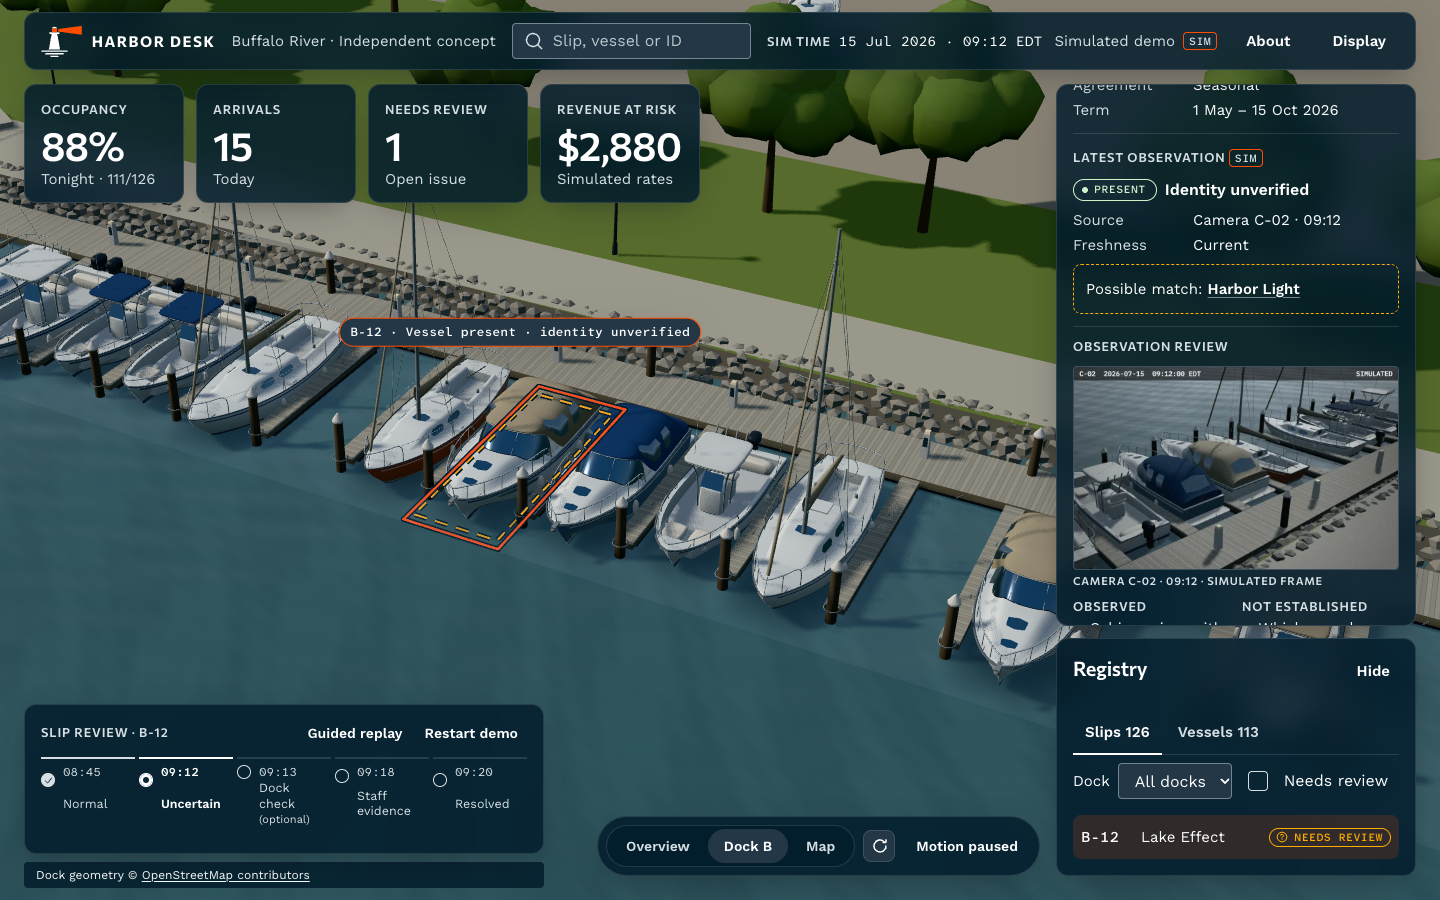 HARBOR DESK
Buffalo River · Independent concept
Slip, vessel or ID
SIM TIME 15 Jul 2026 · 09:12 EDT
Simulated demo SIM
About
Display
OCCUPANCY
88%
Tonight · 111/126
ARRIVALS
15
Today
NEEDS REVIEW
1
Open issue
REVENUE AT RISK
$2,880
Simulated rates
Agreement Seasonal
Term 1 May – 15 Oct 2026
LATEST OBSERVATION SIM
PRESENT Identity unverified
Source Camera C-02 · 09:12
Freshness Current
Possible match: Harbor Light
OBSERVATION REVIEW
C-02 2026-07-15 09:12:00 EDT SIMULATED
CAMERA C-02 · 09:12 · SIMULATED FRAME
OBSERVED NOT ESTABLISHED
B-12 · Vessel present · identity unverified
Registry
Hide
Slips 126 Vessels 113
Dock All docks Needs review
B-12 Lake Effect NEEDS REVIEW
SLIP REVIEW · B-12
Guided replay Restart demo
08:45
Normal
09:12
Uncertain
09:13
Dock
check
(optional)
09:18
Staff
evidence
09:20
Resolved
Overview Dock B Map
Motion paused
Dock geometry © OpenStreetMap contributors